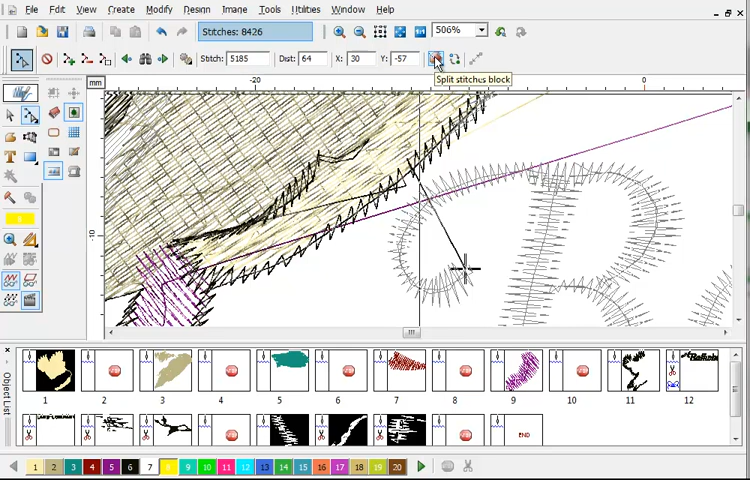 File Edit View Create Modify Design Image Tools Utilities Window Help
Stitches: 8426
506%
Stitch: 5185 Dist: 64 X: 30 Y: -57
Split stitches block
mm
-20
0
-10
Object List
1 2 3 4 5 6 7 8 9 10 11 12
END
1 2 3 4 5 6 7 8 9 10 11 12 13 14 15 16 17 18 19 20